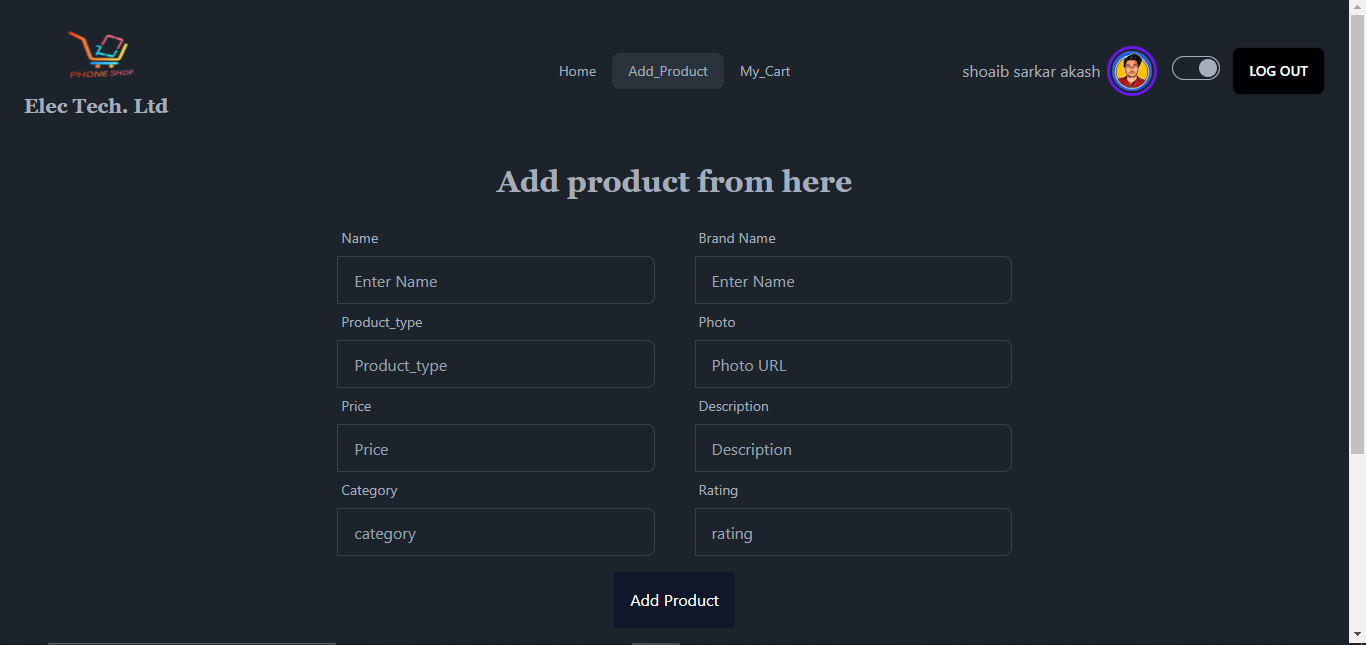 PHONE SHOP
Elec Tech. Ltd
Home Add_Product My_Cart
shoaib sarkar akash
LOG OUT
Add product from here
Name Brand Name
Enter Name Enter Name
Product_type Photo
Product_type Photo URL
Price Description
Price Description
Category Rating
category rating
Add Product